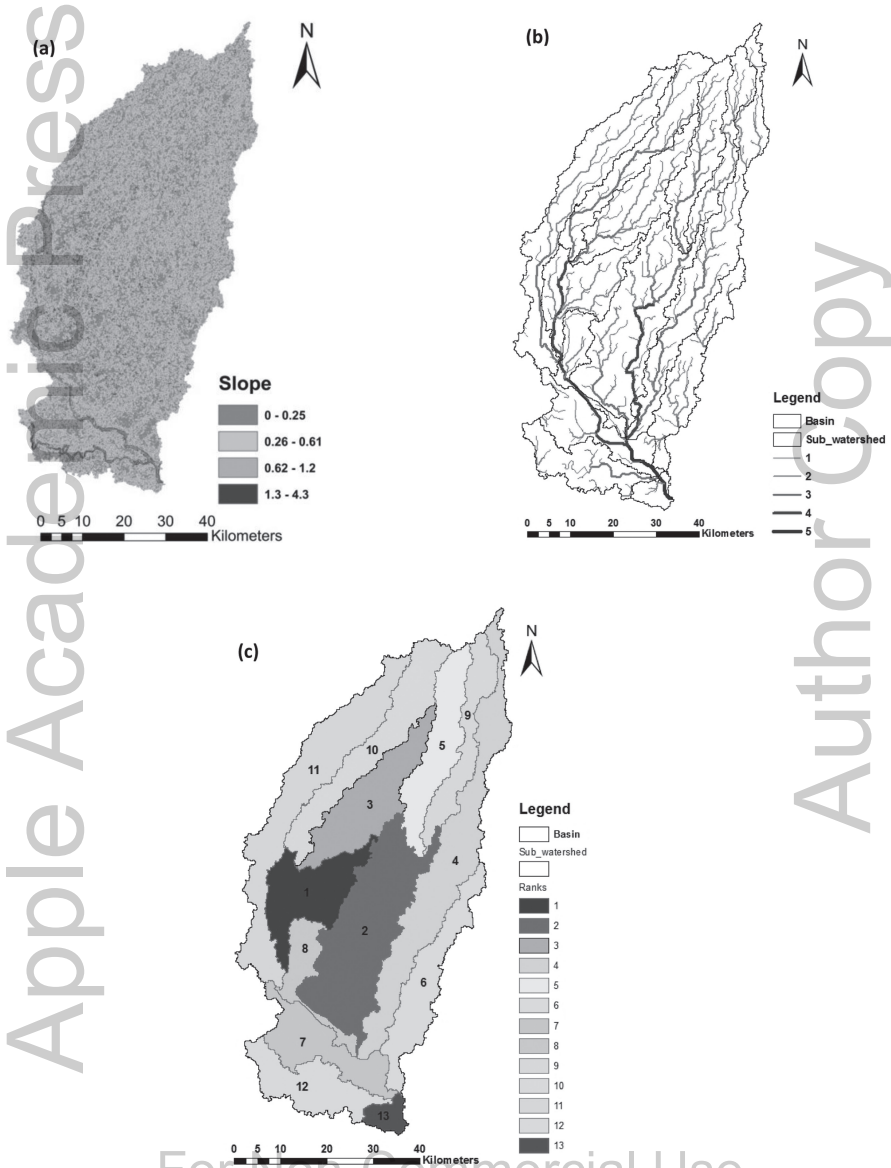 (a)
N
Slope
0 - 0.25
0.26 - 0.61
0.62 - 1.2
1.3 - 4.3
0 5 10 20 30 40
Kilometers
(b)
N
Legend
Basin
Sub_watershed
1
2
3
4
5
0 5 10 20 30 40
Kilometers
(c)
N
9
5
10
11
3
4
1
2
8
6
7
12
13
Legend
Basin
Sub_watershed
Ranks
1
2
3
4
5
6
7
8
9
10
11
12
13
0 5 10 20 30 40
Kilometers
Apple Academic Press
Author Copy
For Non Commercial Use